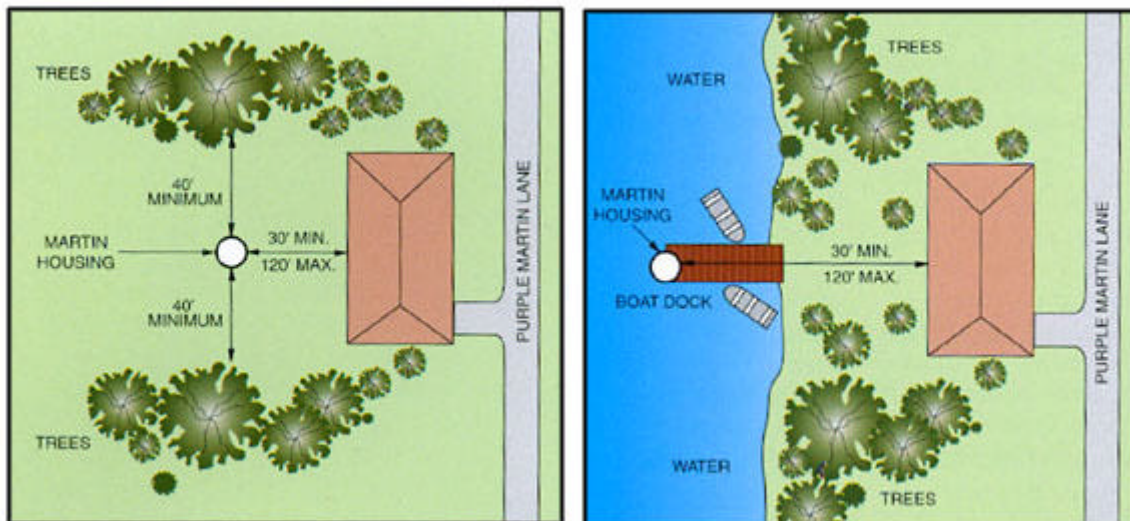 TREES
40'
MINIMUM
MARTIN
HOUSING
30' MIN.
120' MAX.
40'
MINIMUM
TREES
PURPLE MARTIN LANE
TREES
WATER
MARTIN
HOUSING
30' MIN.
120' MAX.
BOAT DOCK
WATER
TREES
PURPLE MARTIN LANE